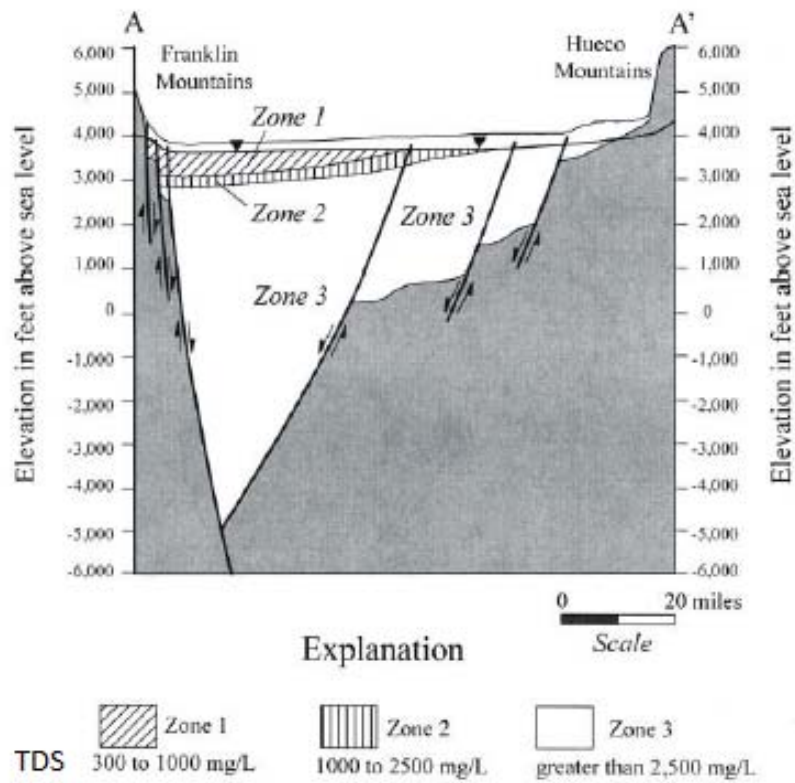 A
A'
Franklin
Mountains
Hueco
Mountains
Elevation in feet above sea level
6,000
5,000
4,000
3,000
2,000
1,000
0
-1,000
-2,000
-3,000
-4,000
-5,000
-6,000
Zone 1
Zone 2
Zone 3
Zone 3
6,000
5,000
4,000
3,000
2,000
1,000
0
-1,000
-2,000
-3,000
-4,000
-5,000
-6,000
Elevation in feet above sea level
0 20 miles
Scale
Explanation
Zone 1
Zone 2
Zone 3
TDS 300 to 1000 mg/L 1000 to 2500 mg/L greater than 2,500 mg/L